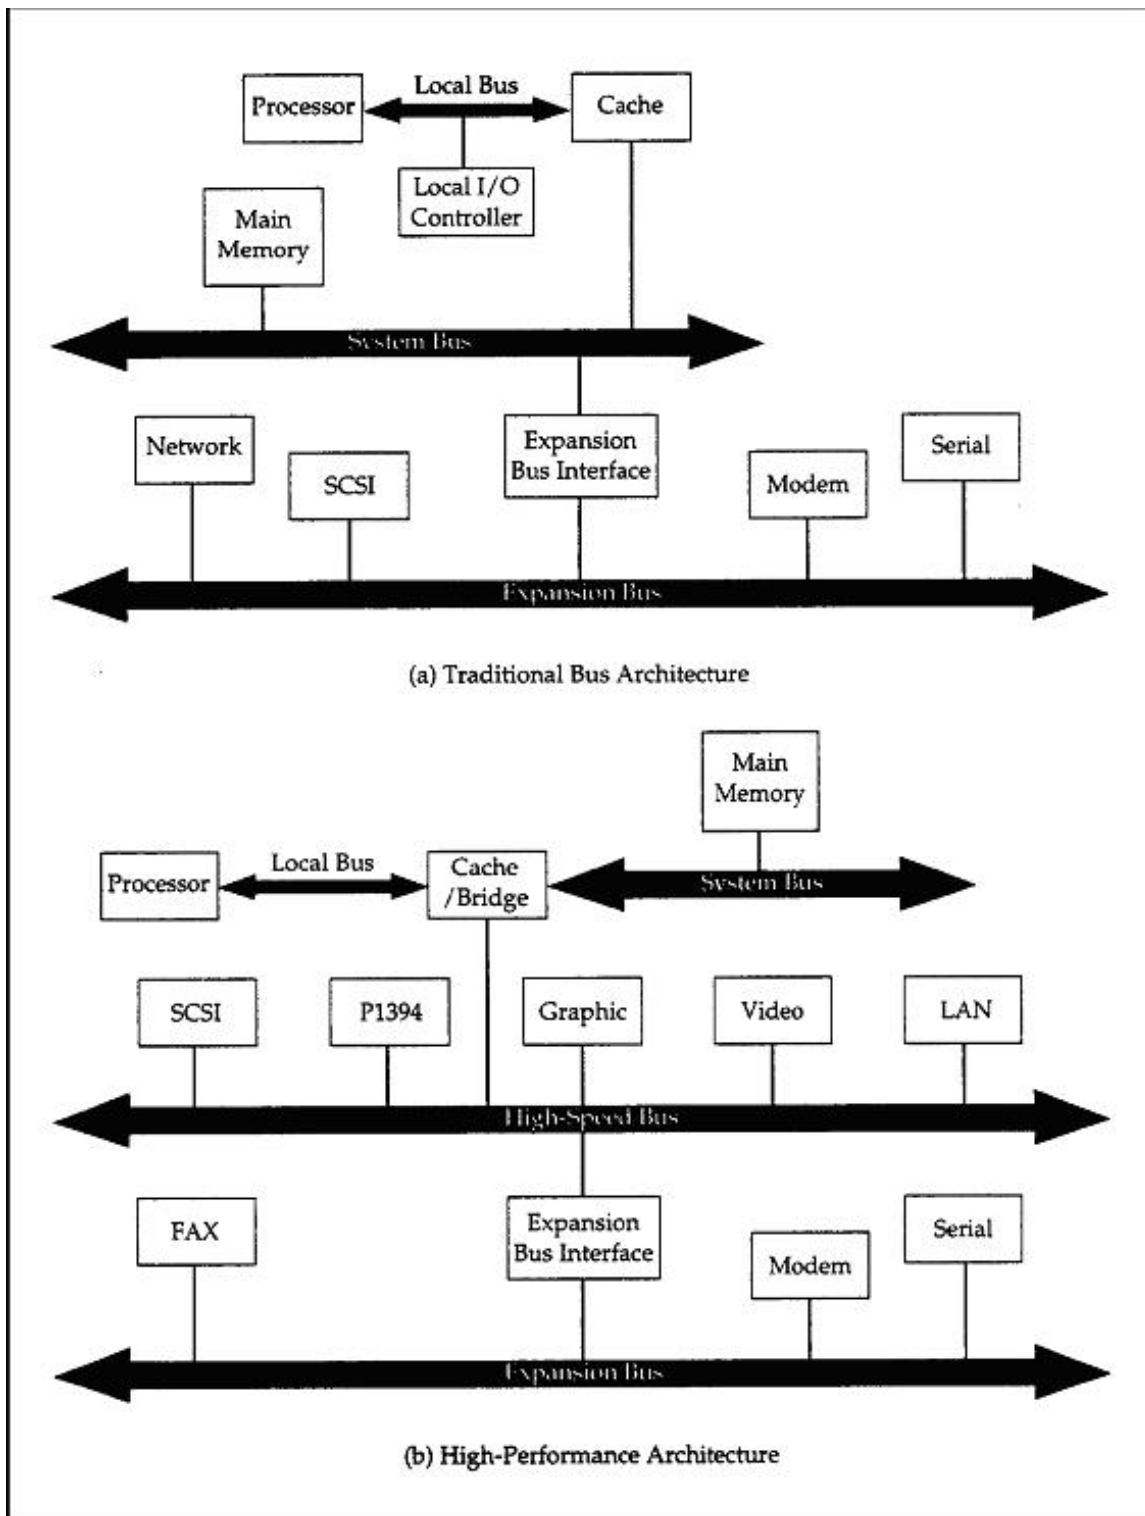 Local Bus
Processor
Cache
Local I/O
Controller
Main
Memory
System Bus
Network
SCSI
Expansion
Bus Interface
Modem
Serial
Expansion Bus
(a) Traditional Bus Architecture
Main
Memory
Processor
Local Bus
Cache
/Bridge
System Bus
SCSI
P1394
Graphic
Video
LAN
High-Speed Bus
FAX
Expansion
Bus Interface
Modem
Serial
Expansion Bus
(b) High-Performance Architecture